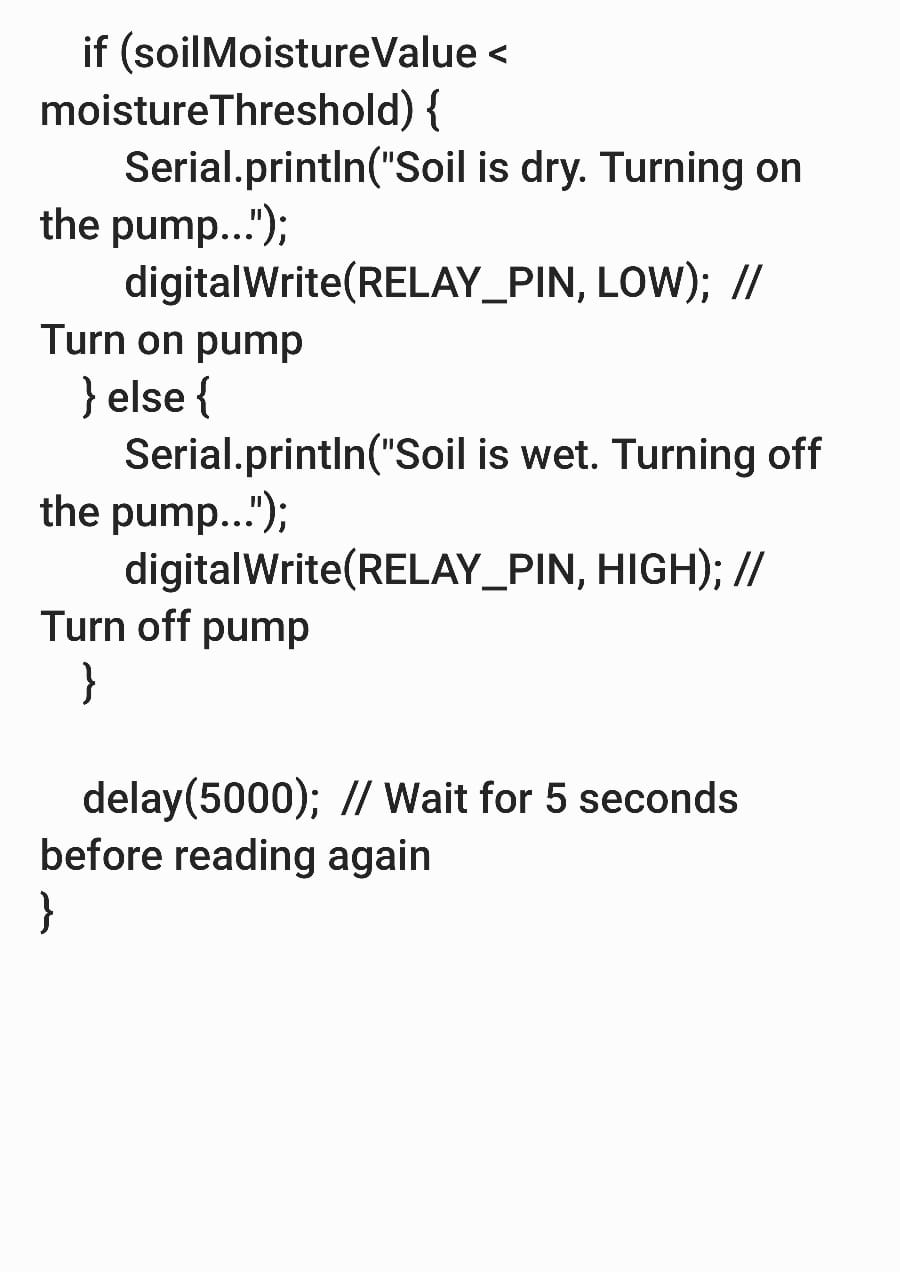 if (soilMoistureValue <
moistureThreshold) {
Serial.println("Soil is dry. Turning on
the pump...");
digitalWrite(RELAY_PIN, LOW);  //
Turn on pump
} else {
Serial.println("Soil is wet. Turning off
the pump...");
digitalWrite(RELAY_PIN, HIGH); //
Turn off pump
}
delay(5000);  // Wait for 5 seconds
before reading again
}